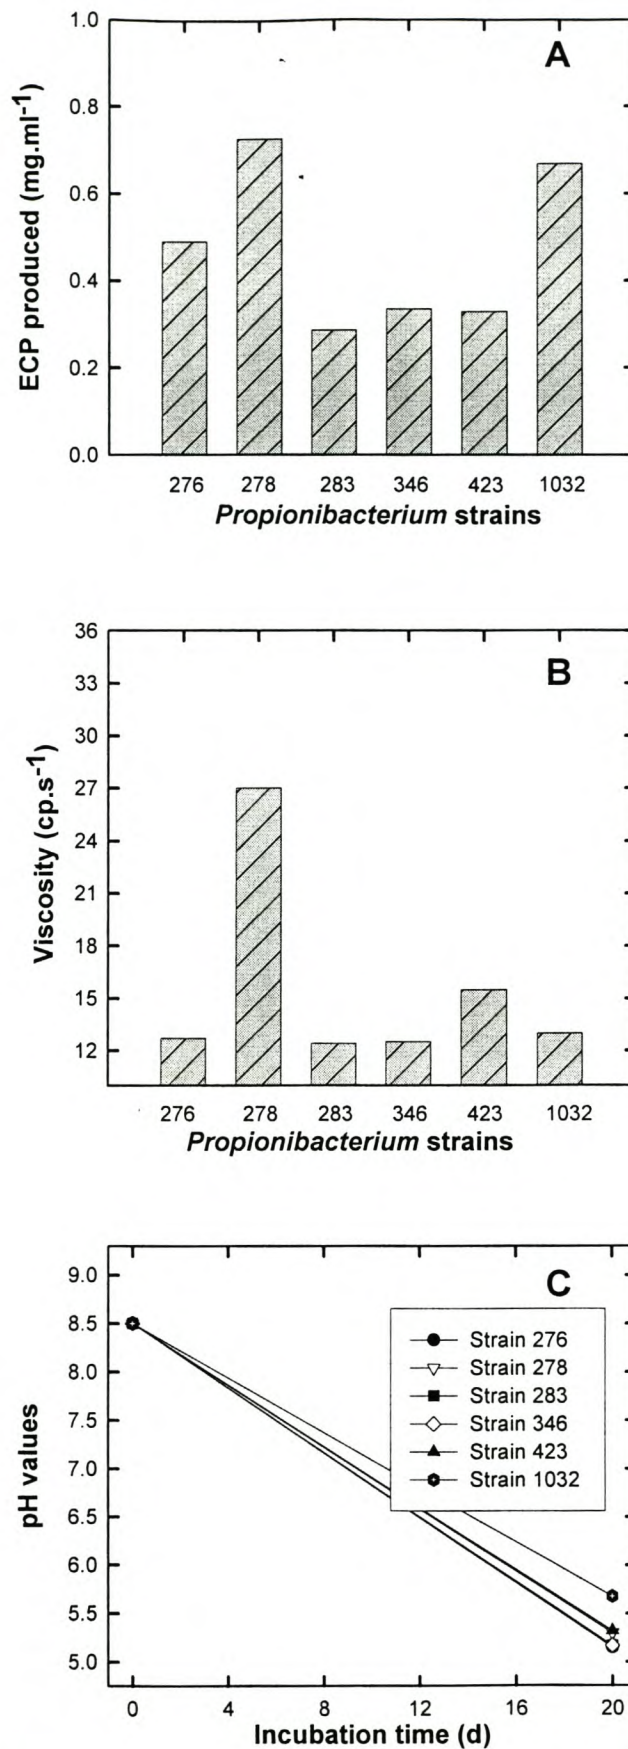 A
ECP produced (mg.ml-1)
1.0
0.8
0.6
0.4
0.2
0.0
276 278 283 346 423 1032
Propionibacterium strains
B
Viscosity (cp.s-1)
36
33
30
27
24
21
18
15
12
276 278 283 346 423 1032
Propionibacterium strains
C
pH values
9.0
8.5
8.0
7.5
7.0
6.5
6.0
5.5
5.0
Strain 276
Strain 278
Strain 283
Strain 346
Strain 423
Strain 1032
0 4 8 12 16 20
Incubation time (d)